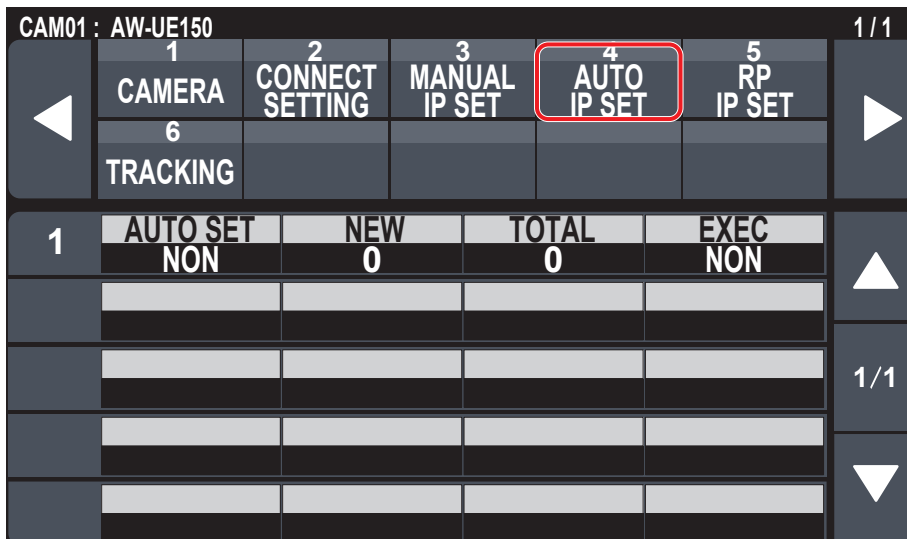 CAM01 : AW-UE150 1 / 1
1 2 3 4 5
CAMERA CONNECT SETTING MANUAL IP SET AUTO IP SET RP IP SET
6
TRACKING
1 AUTO SET NEW TOTAL EXEC
NON 0 0 NON
1/1